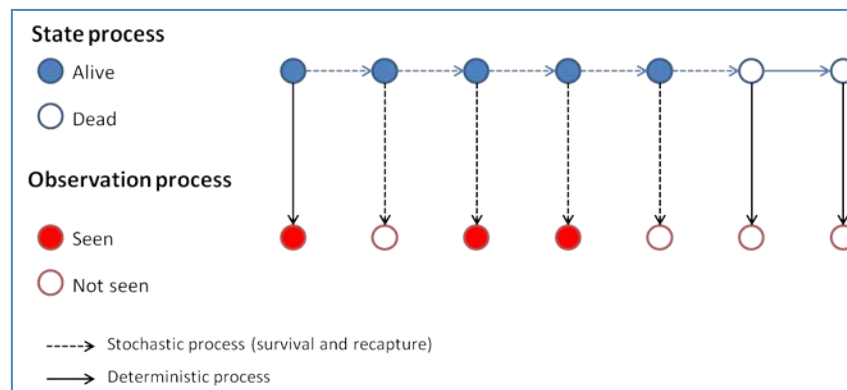 State process
Alive
Dead
Observation process
Seen
Not seen
Stochastic process (survival and recapture)
Deterministic process